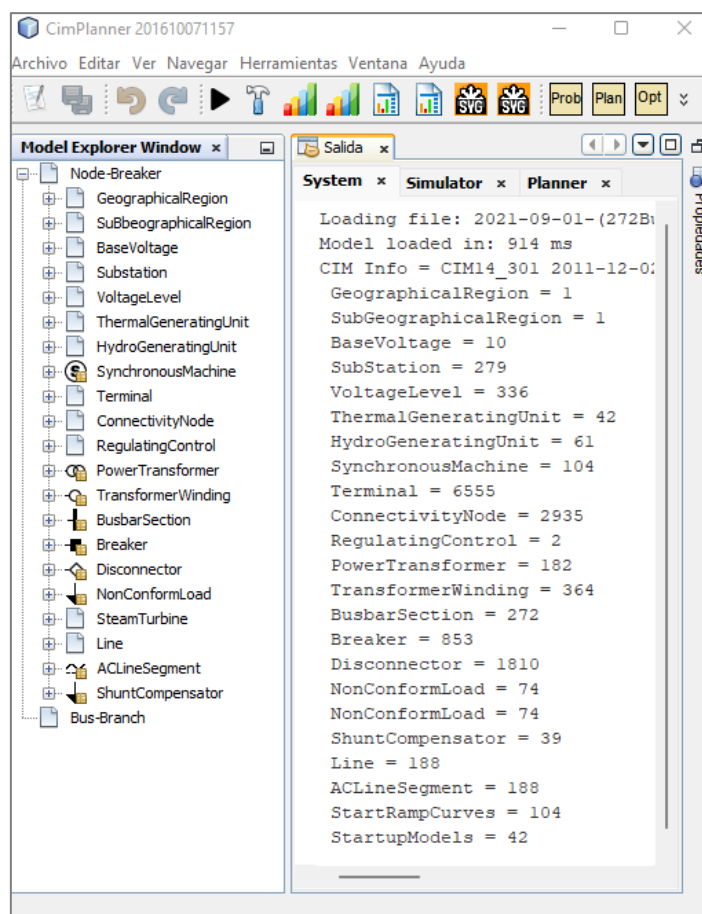 CimPlanner 201610071157
Archivo Editar Ver Navegar Herramientas Ventana Ayuda
SVG SVG Prob Plan Opt
Model Explorer Window
Node-Breaker
GeographicalRegion
SuBbeographicalRegion
BaseVoltage
Substation
VoltageLevel
ThermalGeneratingUnit
HydroGeneratingUnit
SynchronousMachine
Terminal
ConnectivityNode
RegulatingControl
PowerTransformer
TransformerWinding
BusbarSection
Breaker
Disconnector
NonConformLoad
SteamTurbine
Line
ACLineSegment
ShuntCompensator
Bus-Branch
Salida
System Simulator Planner
Loading file: 2021-09-01-(272Bu
Model loaded in: 914 ms
CIM Info = CIM14_301 2011-12-02
GeographicalRegion = 1
SubGeographicalRegion = 1
BaseVoltage = 10
SubStation = 279
VoltageLevel = 336
ThermalGeneratingUnit = 42
HydroGeneratingUnit = 61
SynchronousMachine = 104
Terminal = 6555
ConnectivityNode = 2935
RegulatingControl = 2
PowerTransformer = 182
TransformerWinding = 364
BusbarSection = 272
Breaker = 853
Disconnector = 1810
NonConformLoad = 74
NonConformLoad = 74
ShuntCompensator = 39
Line = 188
ACLineSegment = 188
StartRampCurves = 104
StartupModels = 42
Propiedades